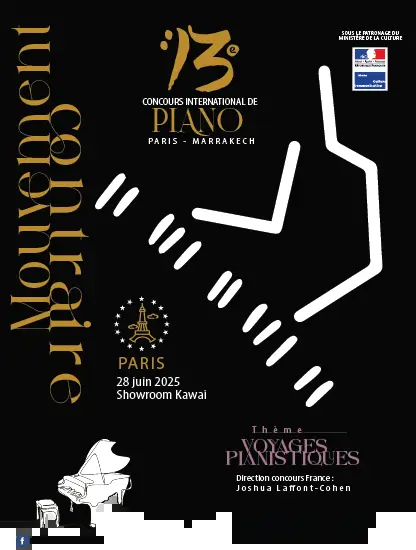 Mouvement
contraire
13e
CONCOURS INTERNATIONAL DE
PIANO
PARIS - MARRAKECH
SOUS LE PATRONAGE DU
MINISTÈRE DE LA CULTURE
PARIS
28 juin 2025
Showroom Kawai
Thème
VOYAGES
PIANISTIQUES
Direction concours France :
Joshua Laffont-Cohen
f